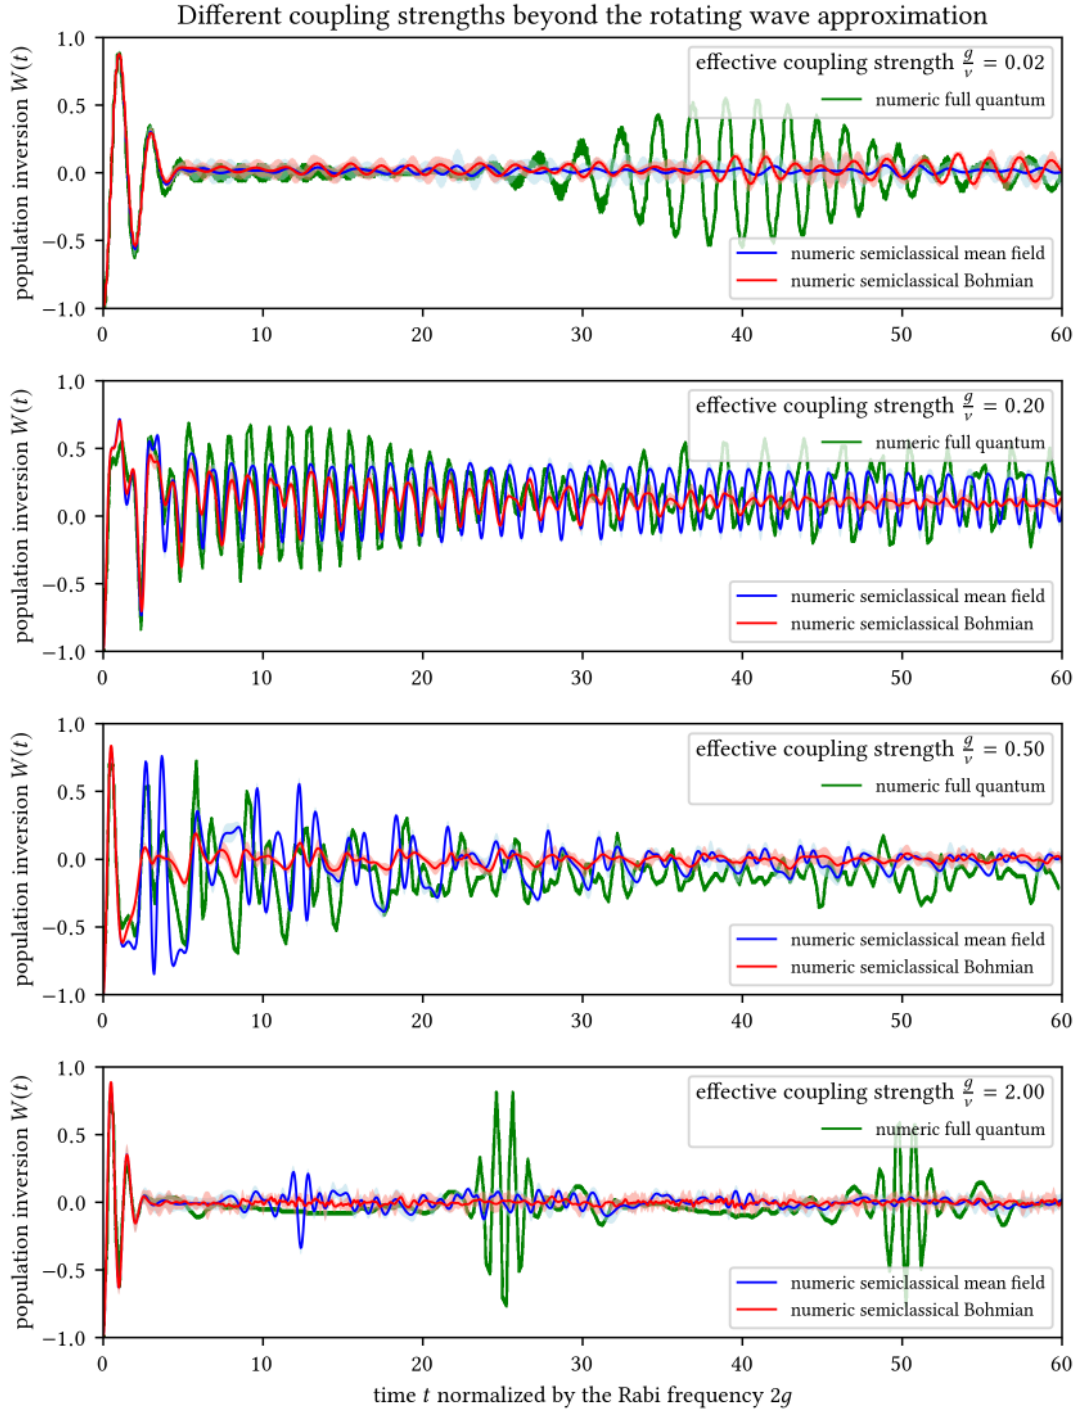 Different coupling strengths beyond the rotating wave approximation
population inversion W(t)
1.0
0.5
0.0
−0.5
−1.0
effective coupling strength g/ν = 0.02
numeric full quantum
numeric semiclassical mean field
numeric semiclassical Bohmian
0 10 20 30 40 50 60
population inversion W(t)
1.0
0.5
0.0
−0.5
−1.0
effective coupling strength g/ν = 0.20
numeric full quantum
numeric semiclassical mean field
numeric semiclassical Bohmian
0 10 20 30 40 50 60
population inversion W(t)
1.0
0.5
0.0
−0.5
−1.0
effective coupling strength g/ν = 0.50
numeric full quantum
numeric semiclassical mean field
numeric semiclassical Bohmian
0 10 20 30 40 50 60
population inversion W(t)
1.0
0.5
0.0
−0.5
−1.0
effective coupling strength g/ν = 2.00
numeric full quantum
numeric semiclassical mean field
numeric semiclassical Bohmian
0 10 20 30 40 50 60
time t normalized by the Rabi frequency 2g